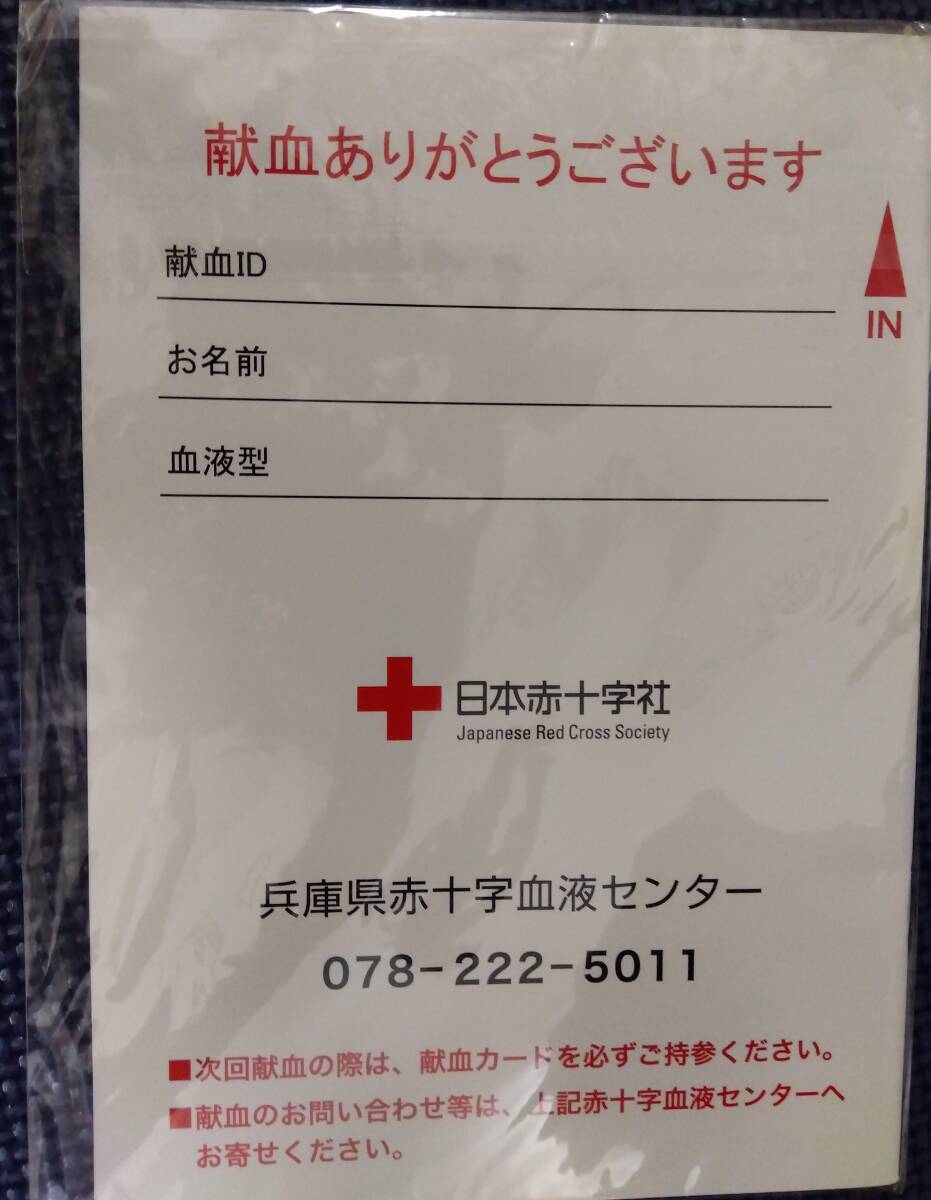 献血ありがとうございます
献血ID
IN
お名前
血液型
日本赤十字社
Japanese Red Cross Society
兵庫県赤十字血液センター
078-222-5011
■次回献血の際は、献血カードを必ずご持参ください。
■献血のお問い合わせ等は、上記赤十字血液センターへ
お寄せください。